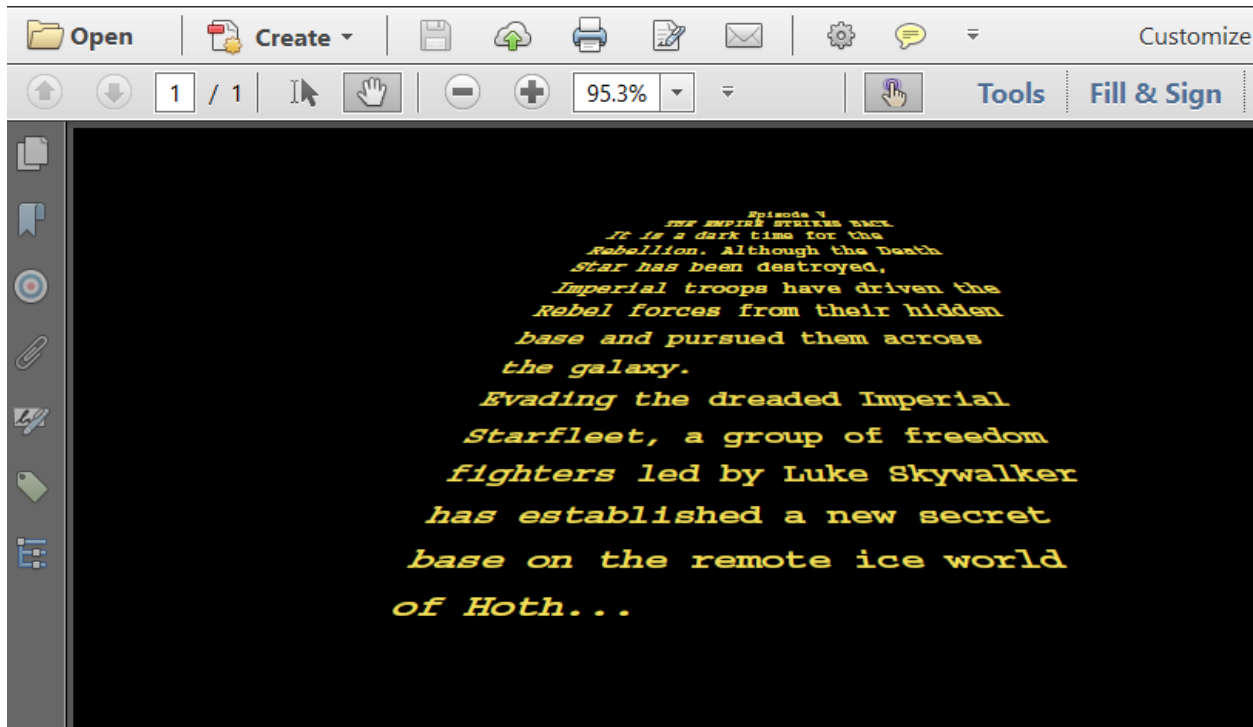 Open Create Customize
1 / 1 95.3% Tools Fill & Sign
Episode V
THE EMPIRE STRIKES BACK
It is a dark time for the
Rebellion. Although the Death
Star has been destroyed,
Imperial troops have driven the
Rebel forces from their hidden
base and pursued them across
the galaxy.
Evading the dreaded Imperial
Starfleet, a group of freedom
fighters led by Luke Skywalker
has established a new secret
base on the remote ice world
of Hoth...